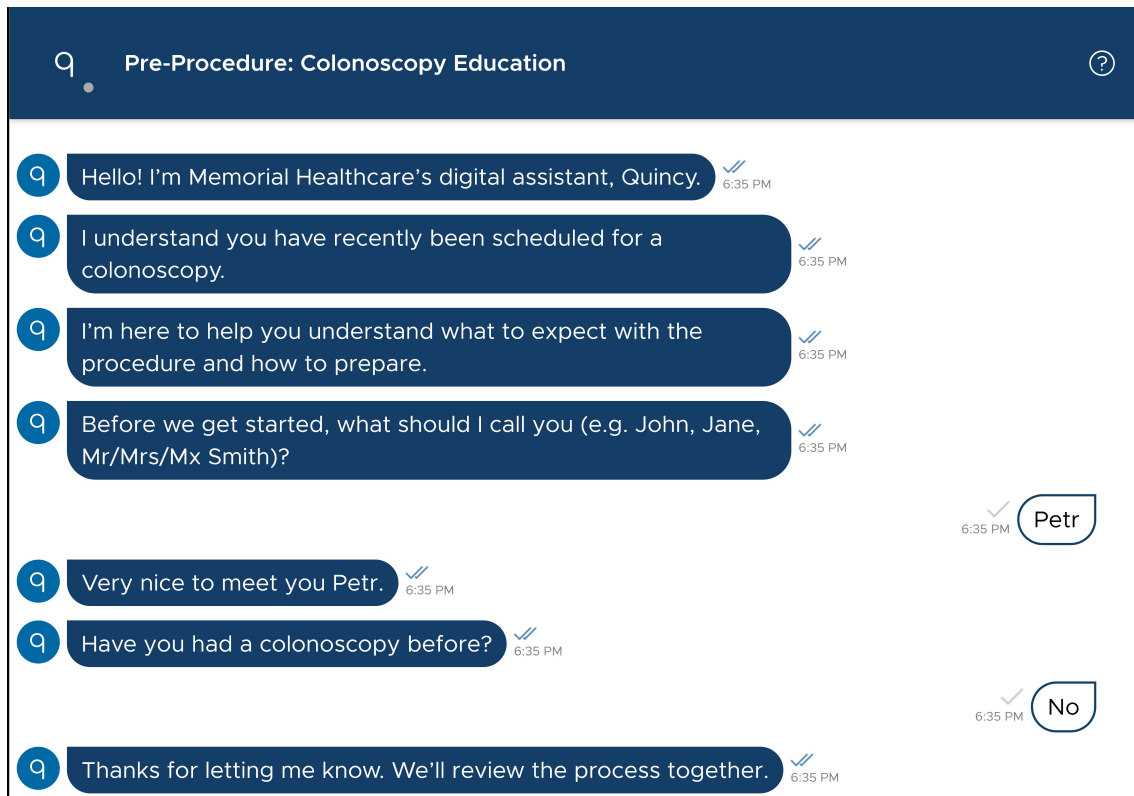 q. Pre-Procedure: Colonoscopy Education ?
q Hello! I'm Memorial Healthcare's digital assistant, Quincy. 6:35 PM
q I understand you have recently been scheduled for a
colonoscopy. 6:35 PM
q I'm here to help you understand what to expect with the
procedure and how to prepare. 6:35 PM
q Before we get started, what should I call you (e.g. John, Jane,
Mr/Mrs/Mx Smith)? 6:35 PM
6:35 PM Petr
q Very nice to meet you Petr. 6:35 PM
q Have you had a colonoscopy before? 6:35 PM
6:35 PM No
q Thanks for letting me know. We'll review the process together. 6:35 PM